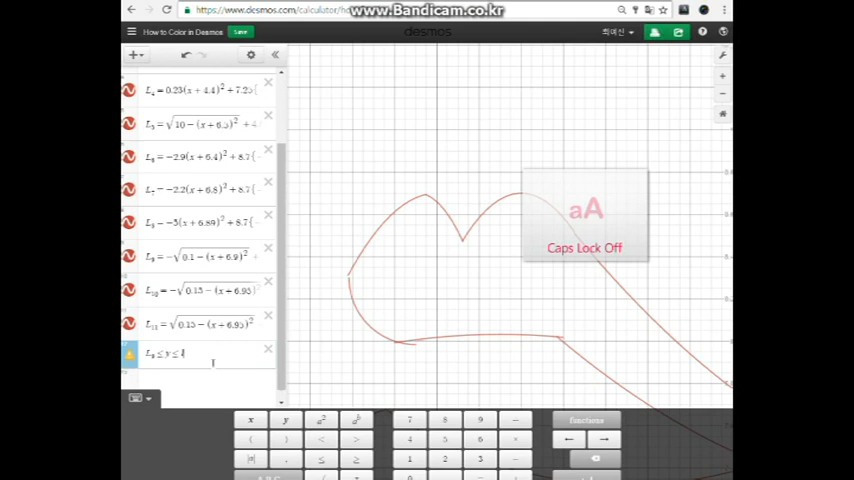 https://www.desmos.com/calculator/hd
www.Bandicam.co.kr
How to Color in Desmos
Save
desmos
최예신
L₄ = 0.23(x + 4.4)² + 7.25{
L₅ = √10 − (x + 6.5)² + 4.
L₆ = −2.9(x + 6.4)² + 8.7{
L₇ = −2.2(x + 6.8)² + 8.7{
L₈ = −5(x + 6.89)² + 8.7{
L₉ = −√0.1 − (x + 6.9)² +
L₁₀ = −√0.15 − (x + 6.95)²
L₁₁ = √0.15 − (x + 6.95)²
L₉ ≤ y ≤ l
aA
Caps Lock Off
x y a² aᵇ 7 8 9 − functions
( ) < > 4 5 6 × ← →
|a| , ≤ ≥ 1 2 3 −